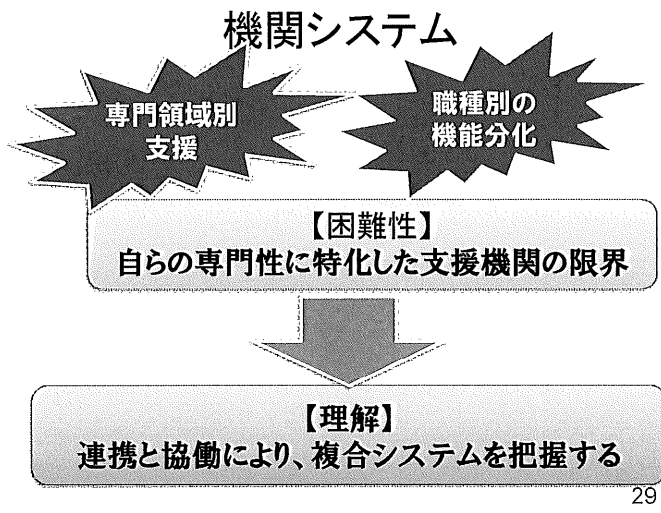 機関システム
専門領域別
支援
職種別の
機能分化
【困難性】
自らの専門性に特化した支援機関の限界
【理解】
連携と協働により、複合システムを把握する
29